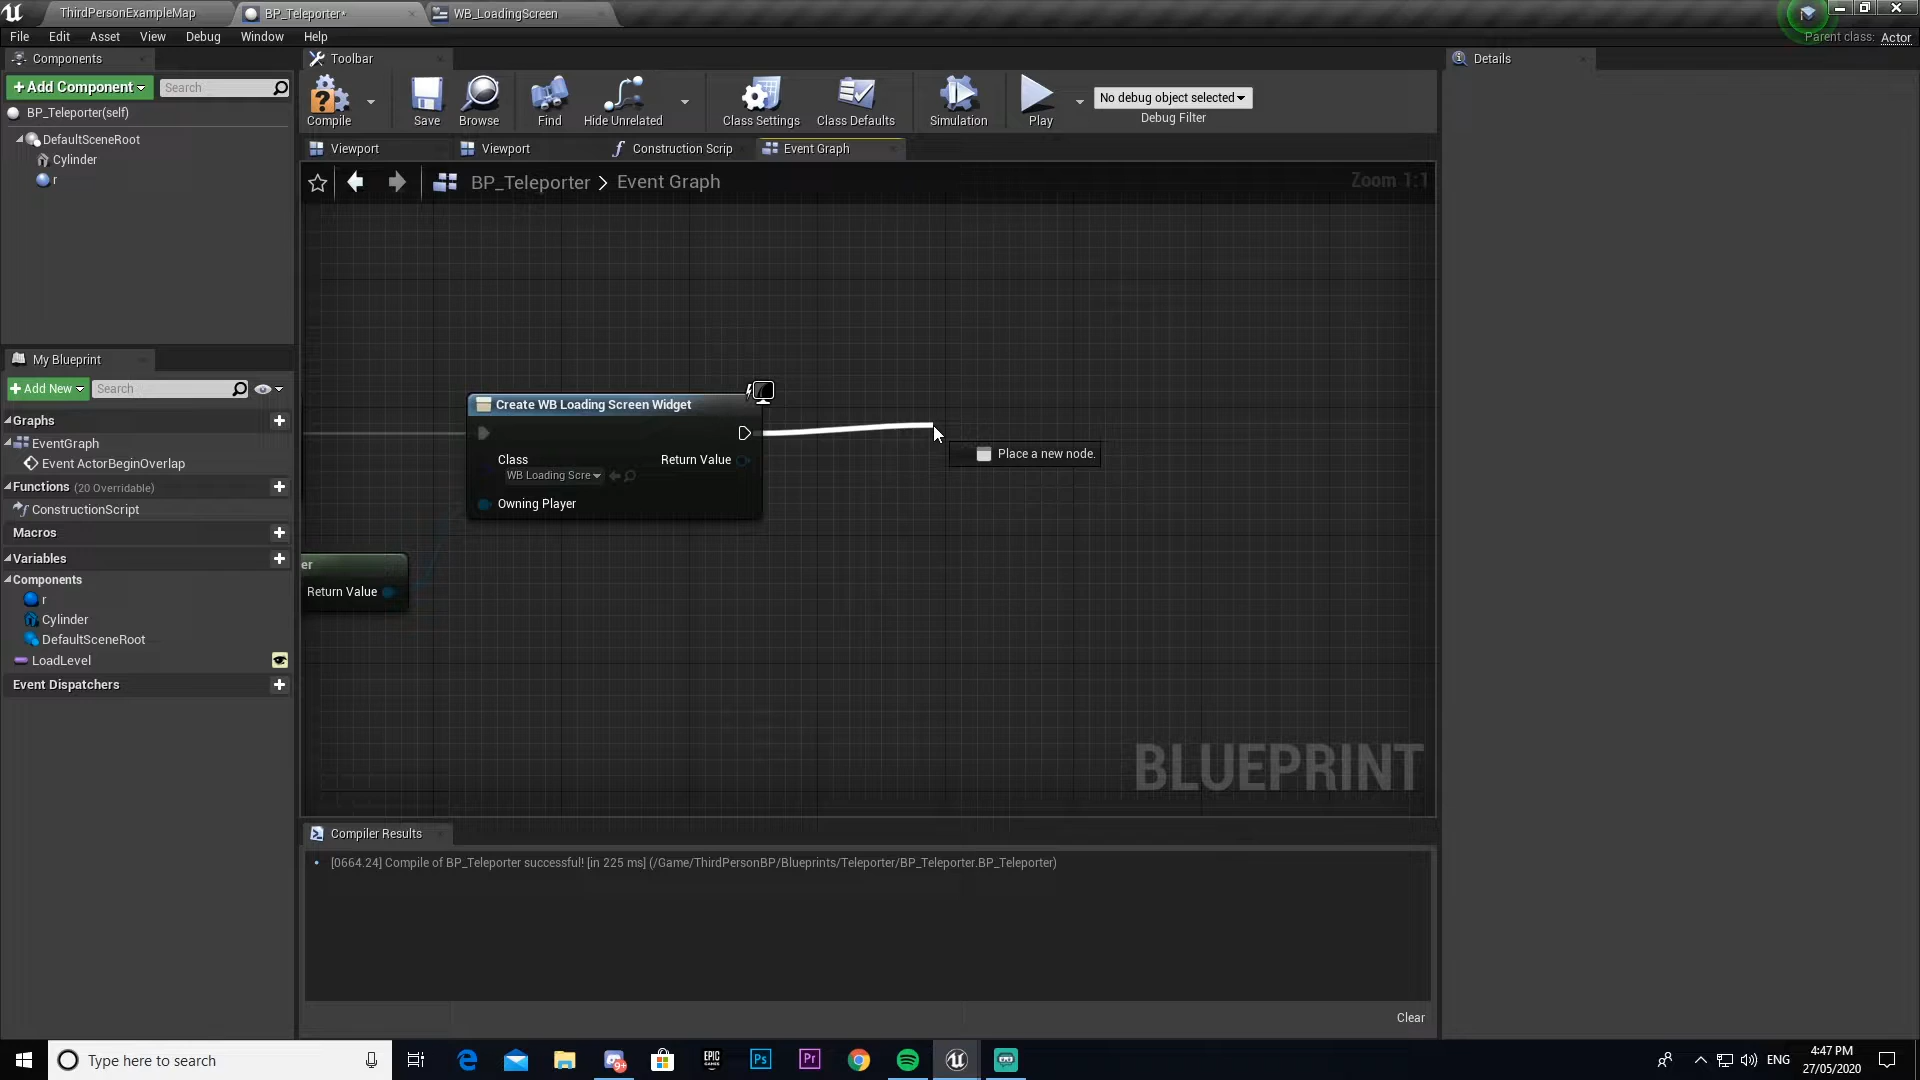 ThirdPersonExampleMap
BP_Teleporter*
WB_LoadingScreen
File
Edit
Asset
View
Debug
Window
Help
Parent class: Actor
Components
Toolbar
Details
+Add Component
Search
BP_Teleporter(self)
DefaultSceneRoot
Cylinder
r
Compile
Save
Browse
Find
Hide Unrelated
Class Settings
Class Defaults
Simulation
Play
No debug object selected
Debug Filter
Viewport
Viewport
Construction Scrip
Event Graph
BP_Teleporter > Event Graph
Zoom 1:1
My Blueprint
+Add New
Search
Graphs
EventGraph
Event ActorBeginOverlap
Functions (20 Overridable)
ConstructionScript
Macros
Variables
Components
r
Cylinder
DefaultSceneRoot
LoadLevel
Event Dispatchers
Create WB Loading Screen Widget
Class
WB Loading Scre
Return Value
Owning Player
er
Return Value
Place a new node.
BLUEPRINT
Compiler Results
[0664.24] Compile of BP_Teleporter successful! [in 225 ms] (/Game/ThirdPersonBP/Blueprints/Teleporter/BP_Teleporter.BP_Teleporter)
Clear
Type here to search
9+
EPIC GAMES
Ps
Pr
ENG
4:47 PM
27/05/2020